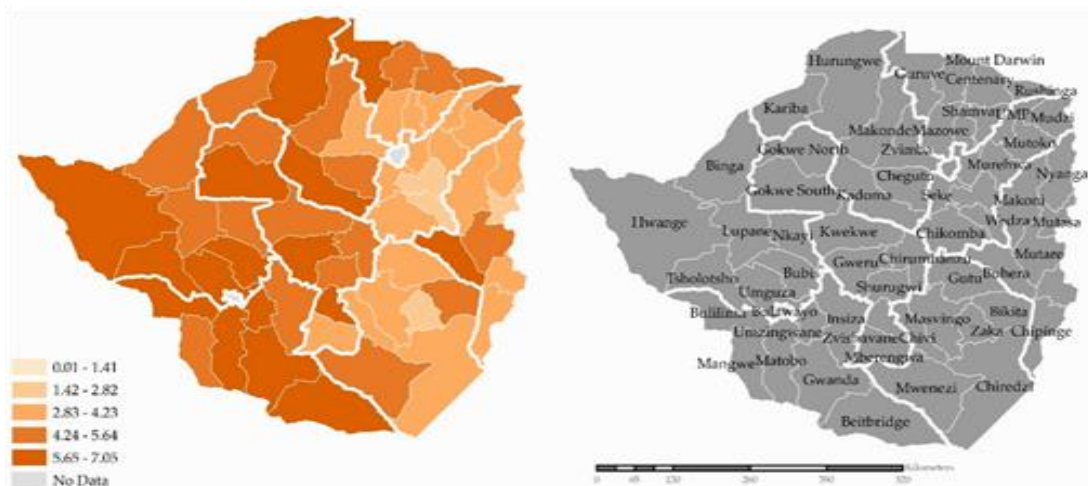 0.01 - 1.41
1.42 - 2.82
2.83 - 4.23
4.24 - 5.64
5.65 - 7.05
No Data
Hurungwe
Mount Darwin
Guruve
Centenary
Rushinga
Kariba
Shamva
UMP
Mudzi
Makonde
Mazowe
Mutoko
Gokwe North
Zvimba
Binga
Murehwa
Nyanga
Chegutu
Gokwe South
Kadoma
Seke
Makoni
Hwange
Wedza
Mutasa
Lupane
Nkayi
Kwekwe
Chikomba
Mutare
Gweru
Chirumhanzu
Tsholotsho
Bubi
Gutu
Buhera
Umguza
Shurugwi
Bulilima
Bulawayo
Insiza
Masvingo
Bikita
Umzingwane
Zvishavane
Chivi
Zaka
Chipinge
Mangwe
Matobo
Mberengwa
Gwanda
Mwenezi
Chiredzi
Beitbridge
Kilometers
0
65
130
260
390
520